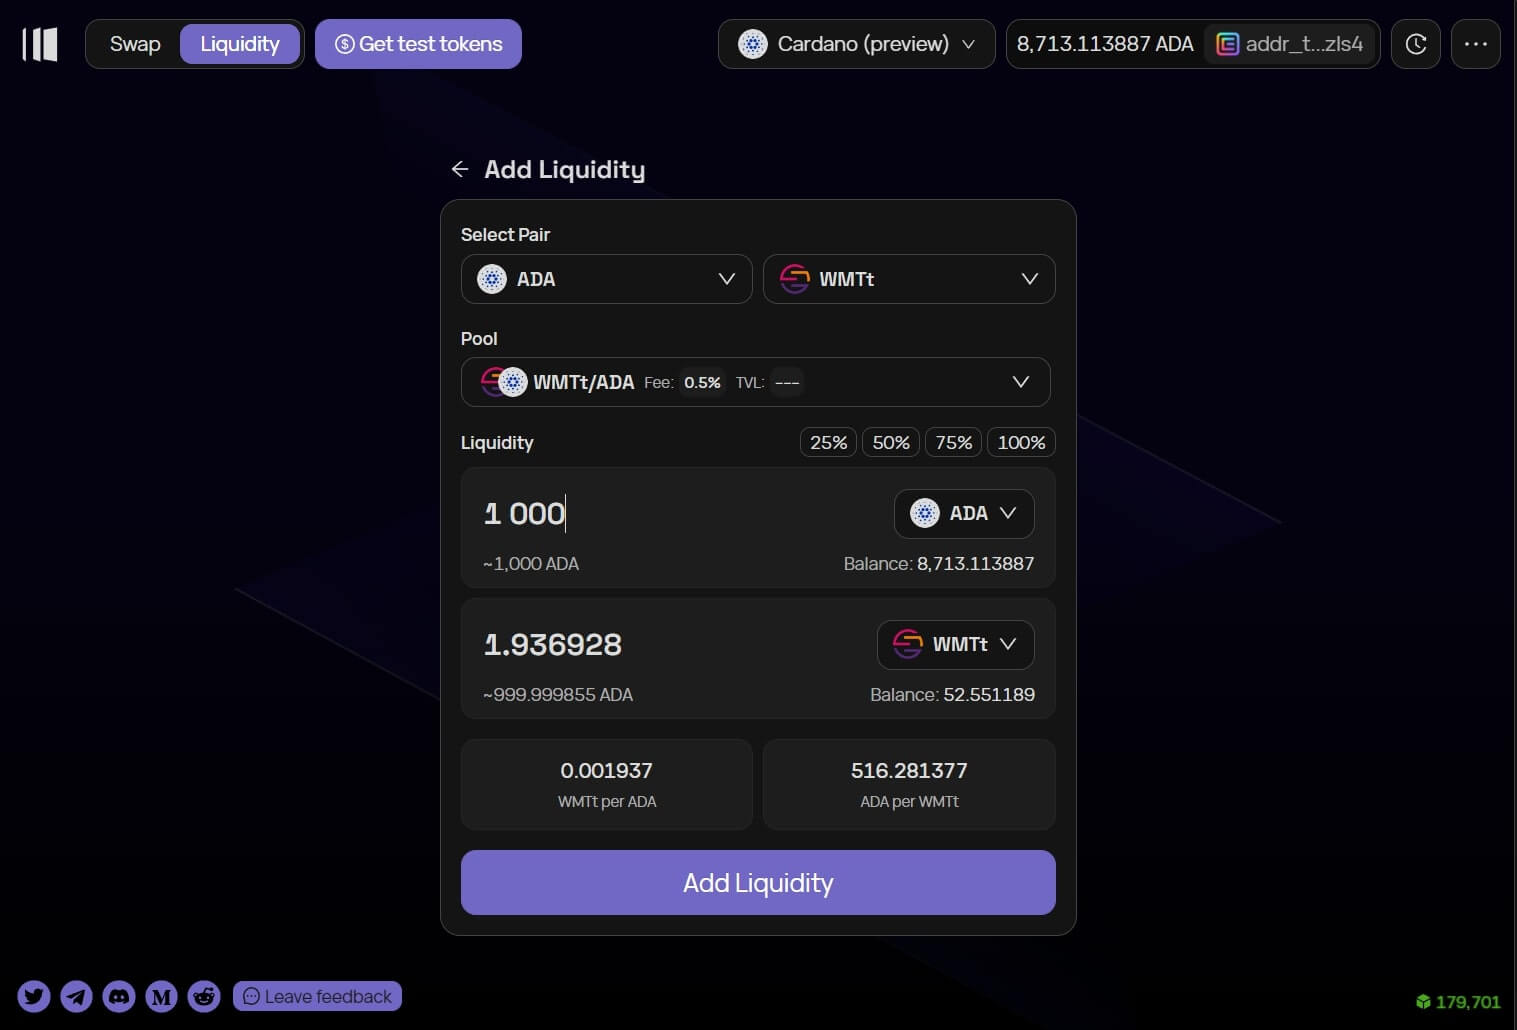 Swap Liquidity Get test tokens Cardano (preview) 8,713.113887 ADA addr_t...zls4
Add Liquidity
Select Pair
ADA WMTt
Pool
WMTt/ADA Fee: 0.5% TVL: ---
Liquidity 25% 50% 75% 100%
1 000 ADA
~1,000 ADA Balance: 8,713.113887
1.936928 WMTt
~999.999855 ADA Balance: 52.551189
0.001937 516.281377
WMTt per ADA ADA per WMTt
Add Liquidity
Leave feedback 179,701